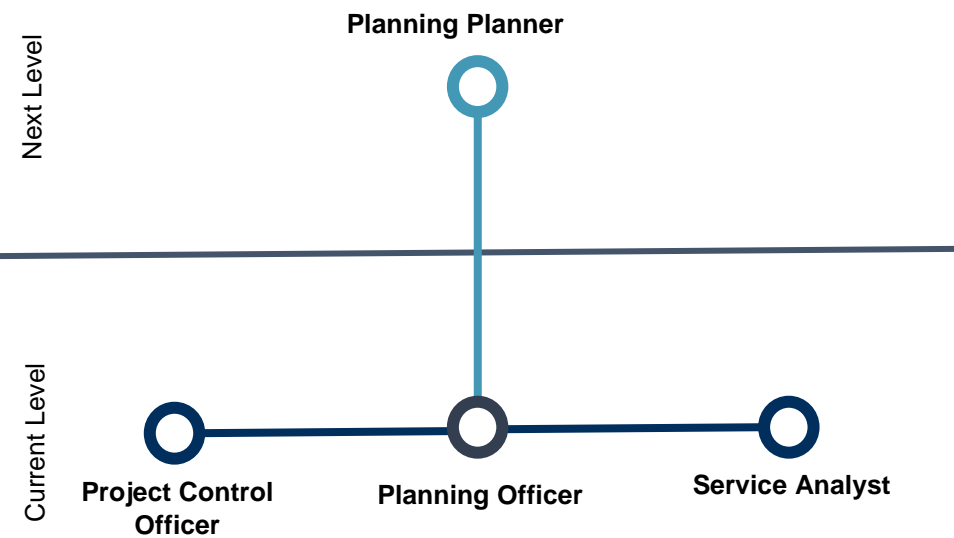 Planning Planner
Next Level
Current Level
Project Control
Officer
Planning Officer
Service Analyst